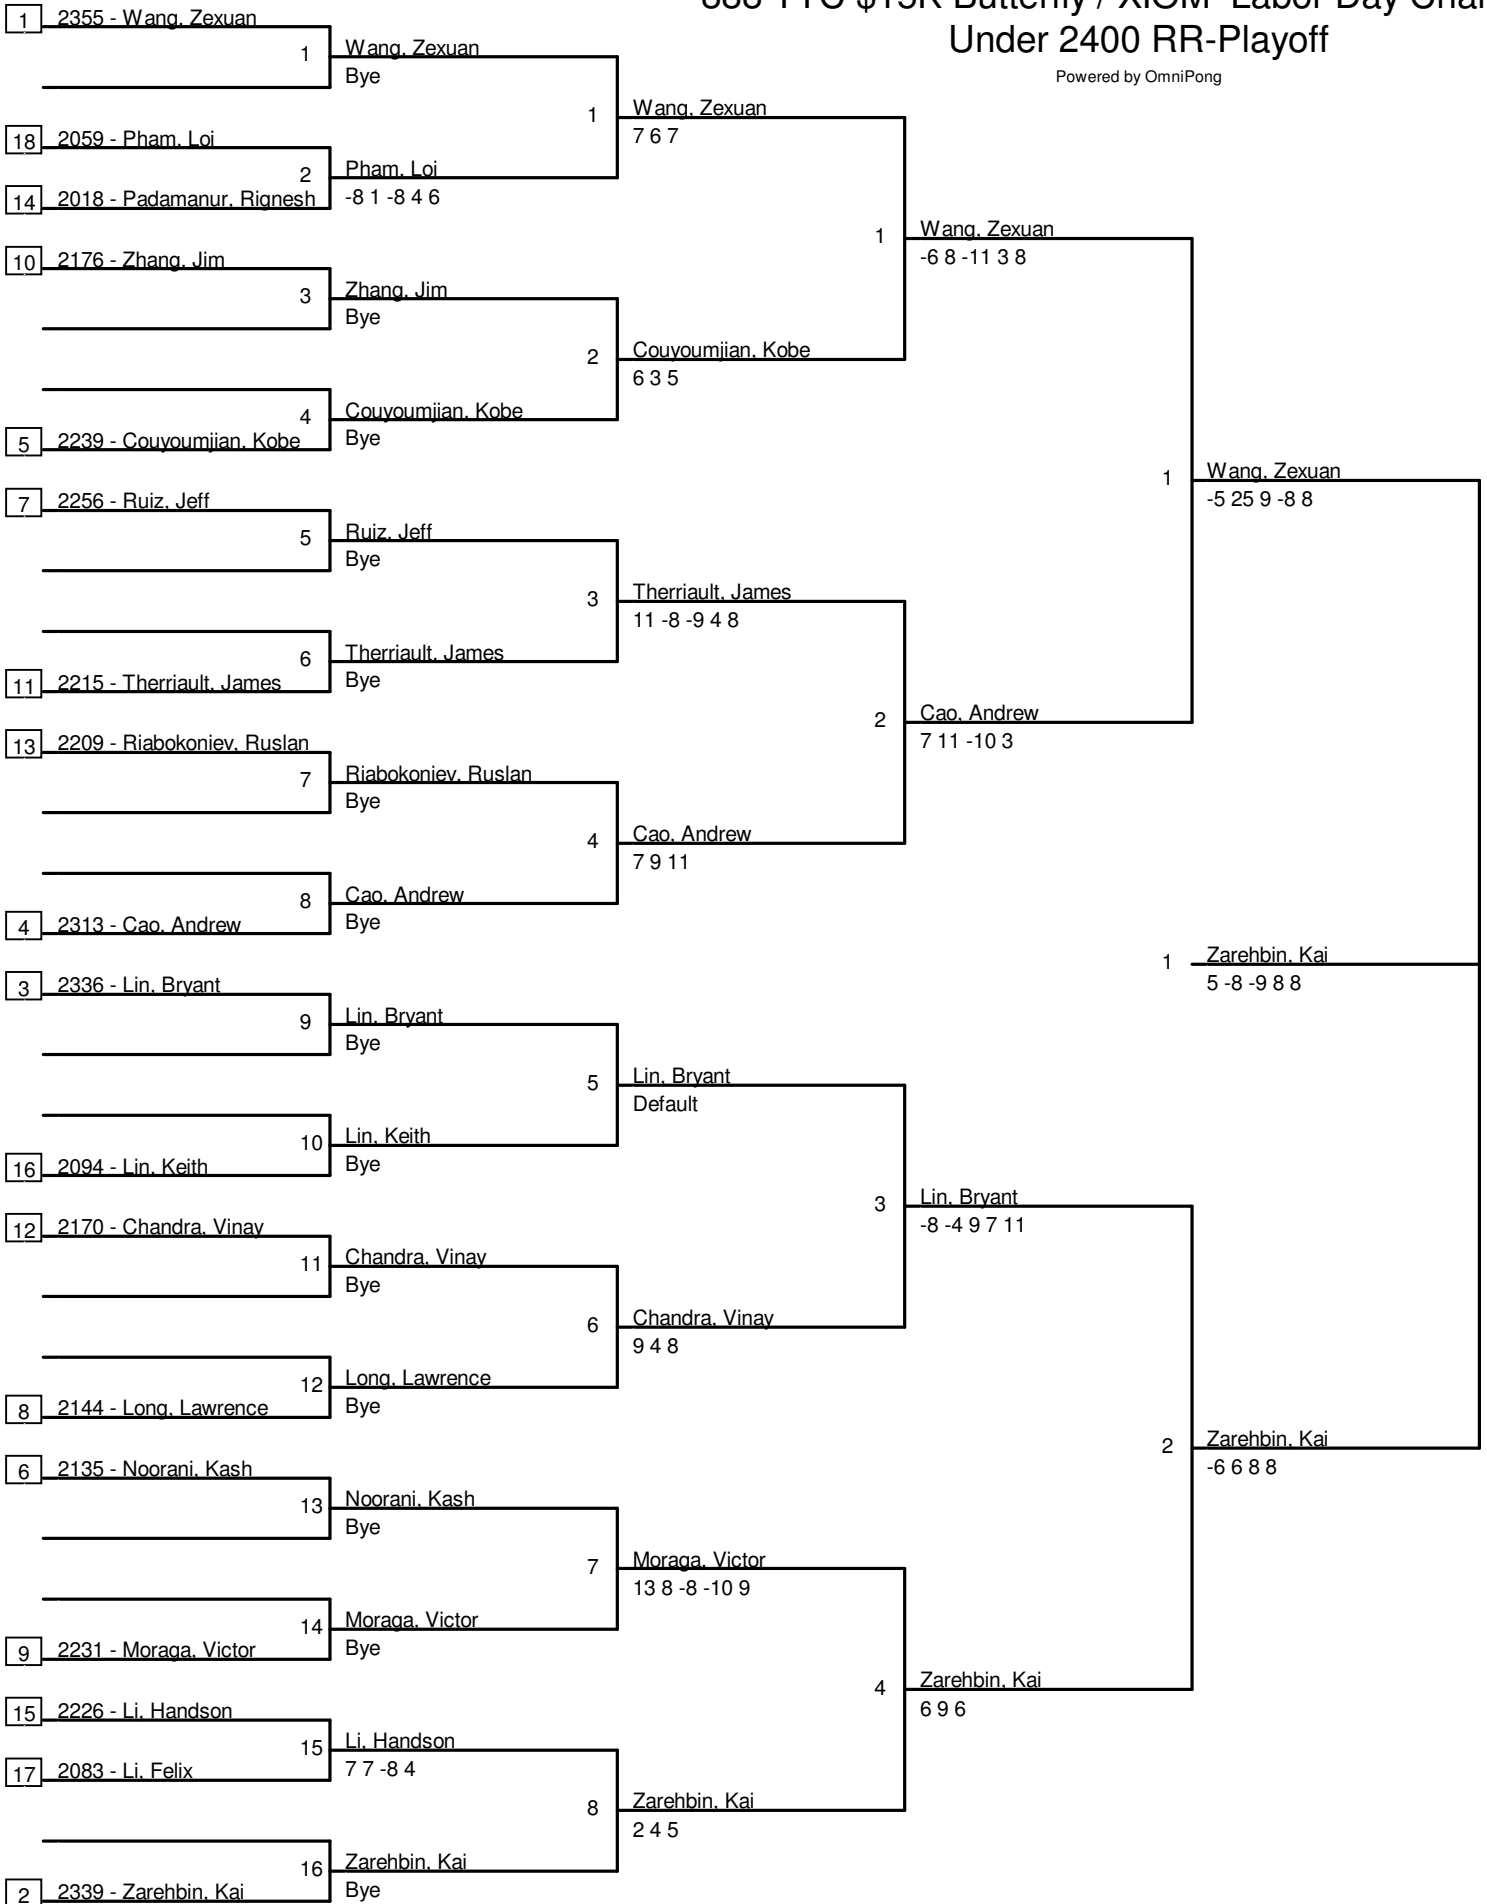 888 TTC $15K Butterfly / XIOM Labor Day Cha
Under 2400 RR-Playoff
Powered by OmniPong
1 2355 - Wang, Zexuan
1 Wang, Zexuan
Bye
1 Wang, Zexuan
7 6 7
18 2059 - Pham, Loi
2 Pham, Loi
-8 1 -8 4 6
14 2018 - Padamanur, Rignesh
1 Wang, Zexuan
-6 8 -11 3 8
10 2176 - Zhang, Jim
3 Zhang, Jim
Bye
2 Couyoumjian, Kobe
6 3 5
4 Couyoumjian, Kobe
Bye
5 2239 - Couyoumjian, Kobe
1 Wang, Zexuan
-5 25 9 -8 8
7 2256 - Ruiz, Jeff
5 Ruiz, Jeff
Bye
3 Therriault, James
11 -8 -9 4 8
6 Therriault, James
Bye
11 2215 - Therriault, James
2 Cao, Andrew
7 11 -10 3
13 2209 - Riabokoniev, Ruslan
7 Riabokoniev, Ruslan
Bye
4 Cao, Andrew
7 9 11
8 Cao, Andrew
Bye
4 2313 - Cao, Andrew
1 Zarehbin, Kai
5 -8 -9 8 8
3 2336 - Lin, Bryant
9 Lin, Bryant
Bye
5 Lin, Bryant
Default
10 Lin, Keith
Bye
16 2094 - Lin, Keith
3 Lin, Bryant
-8 -4 9 7 11
12 2170 - Chandra, Vinay
11 Chandra, Vinay
Bye
6 Chandra, Vinay
9 4 8
12 Long, Lawrence
Bye
8 2144 - Long, Lawrence
2 Zarehbin, Kai
-6 6 8 8
6 2135 - Noorani, Kash
13 Noorani, Kash
Bye
7 Moraga, Victor
13 8 -8 -10 9
14 Moraga, Victor
Bye
9 2231 - Moraga, Victor
4 Zarehbin, Kai
6 9 6
15 2226 - Li, Handson
15 Li, Handson
7 7 -8 4
17 2083 - Li, Felix
8 Zarehbin, Kai
2 4 5
16 Zarehbin, Kai
Bye
2 2339 - Zarehbin, Kai